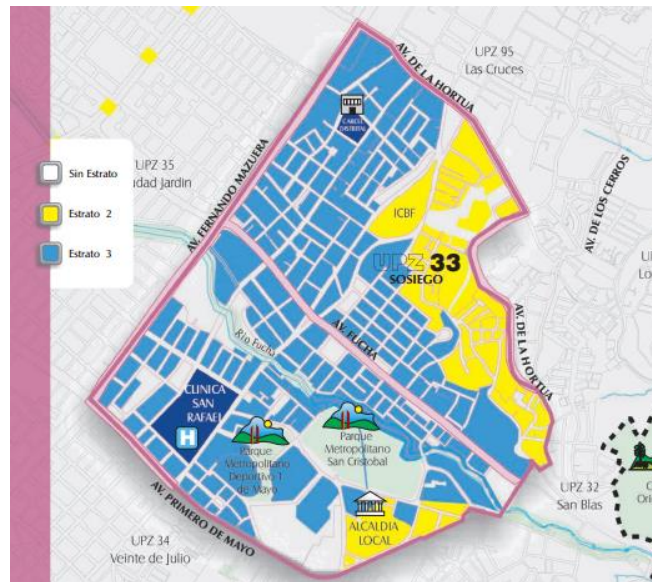 UPZ 95
Las Cruces
AV. DE LA HORTUA
CARCEL
DISTRITAL
Sin Estrato
Estrato 2
Estrato 3
UPZ 35
udad Jardin
AV. FERNANDO MAZUERA
ICBF
AV. DE LOS CERROS
UPZ 33
SOSIEGO
AV. FUCHA
Río Fucha
AV. DE LA HORTUA
CLINICA
SAN
RAFAEL
H
Parque
Metropolitano
Deportivo 1
de Mayo
Parque
Metropolitano
San Cristobal
ALCALDIA
LOCAL
AV. PRIMERO DE MAYO
UPZ 34
Veinte de Julio
UPZ 32
San Blas